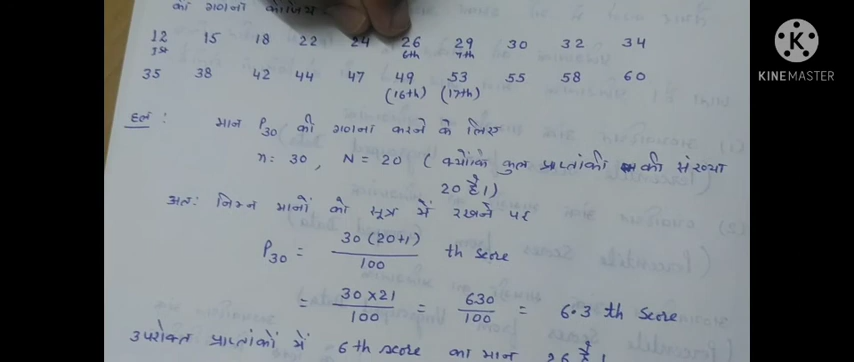 की गणना कीजिये
12 15 18 22 24 26 29 30 32 34
1st 6th 7th
35 38 42 44 47 49 53 55 58 60
(16th) (17th)
हल : मान P30 की गणना करने के लिए
n = 30 , N = 20 ( क्योंकि कुल प्राप्तांकों की संख्या
20 है।)
अतः निम्न मानों को सूत्र में रखने पर
P30 = 30 (20+1) / 100 th score
= 30 × 21 / 100 = 630 / 100 = 6.3 th score
उपरोक्त प्राप्तांकों में 6th score का मान 26 है।
KINEMASTER